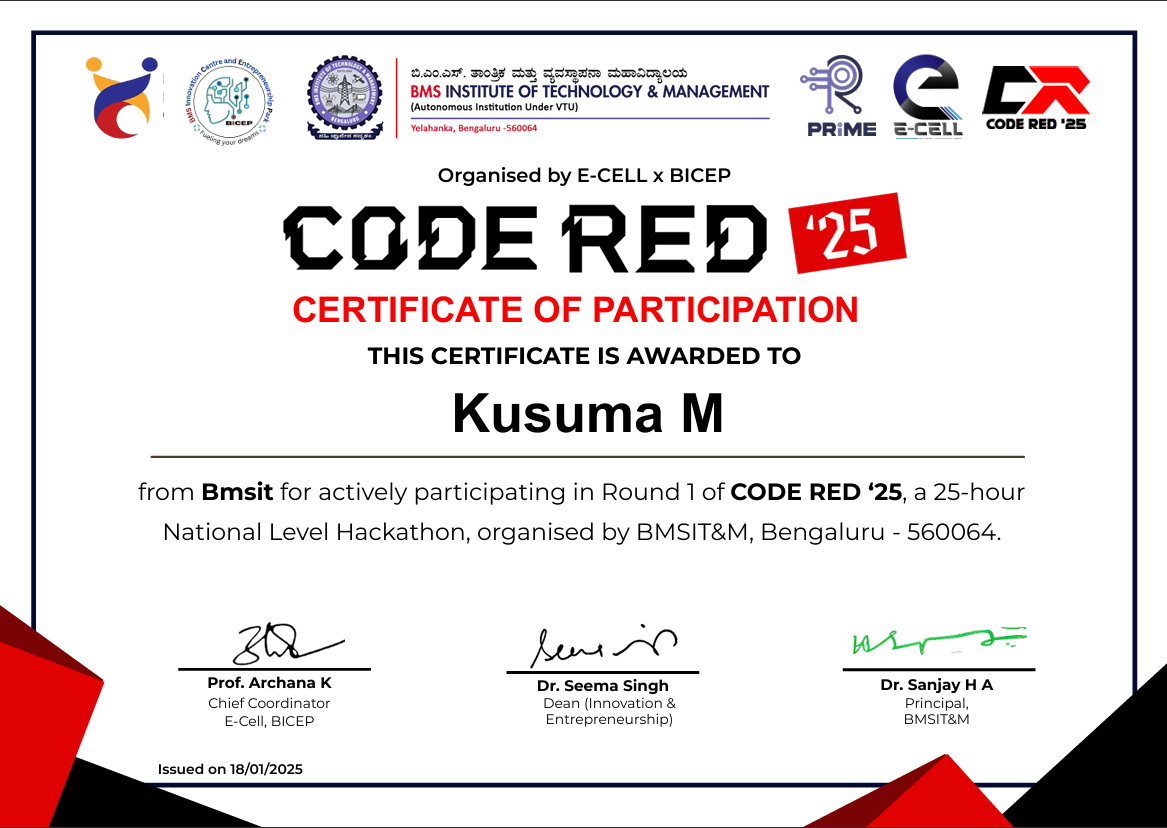 BMS Innovation Centre and Entrepreneurship Park
BiCEP
Fueling your dreams
BMS INSTITUTE OF TECHNOLOGY & MANAGEMENT
BENGALURU
ಬಿ.ಎಂ.ಎಸ್. ತಾಂತ್ರಿಕ ಮತ್ತು ವ್ಯವಸ್ಥಾಪನಾ ಮಹಾವಿದ್ಯಾಲಯ
BMS INSTITUTE OF TECHNOLOGY & MANAGEMENT
(Autonomous Institution Under VTU)
Yelahanka, Bengaluru -560064
PRiME
E-CELL
CODE RED '25
Organised by E-CELL x BICEP
CODE RED '25
CERTIFICATE OF PARTICIPATION
THIS CERTIFICATE IS AWARDED TO
Kusuma M
from Bmsit for actively participating in Round 1 of CODE RED ‘25, a 25-hour
National Level Hackathon, organised by BMSIT&M, Bengaluru - 560064.
Prof. Archana K
Chief Coordinator
E-Cell, BICEP
Dr. Seema Singh
Dean (Innovation &
Entrepreneurship)
Dr. Sanjay H A
Principal,
BMSIT&M
Issued on 18/01/2025